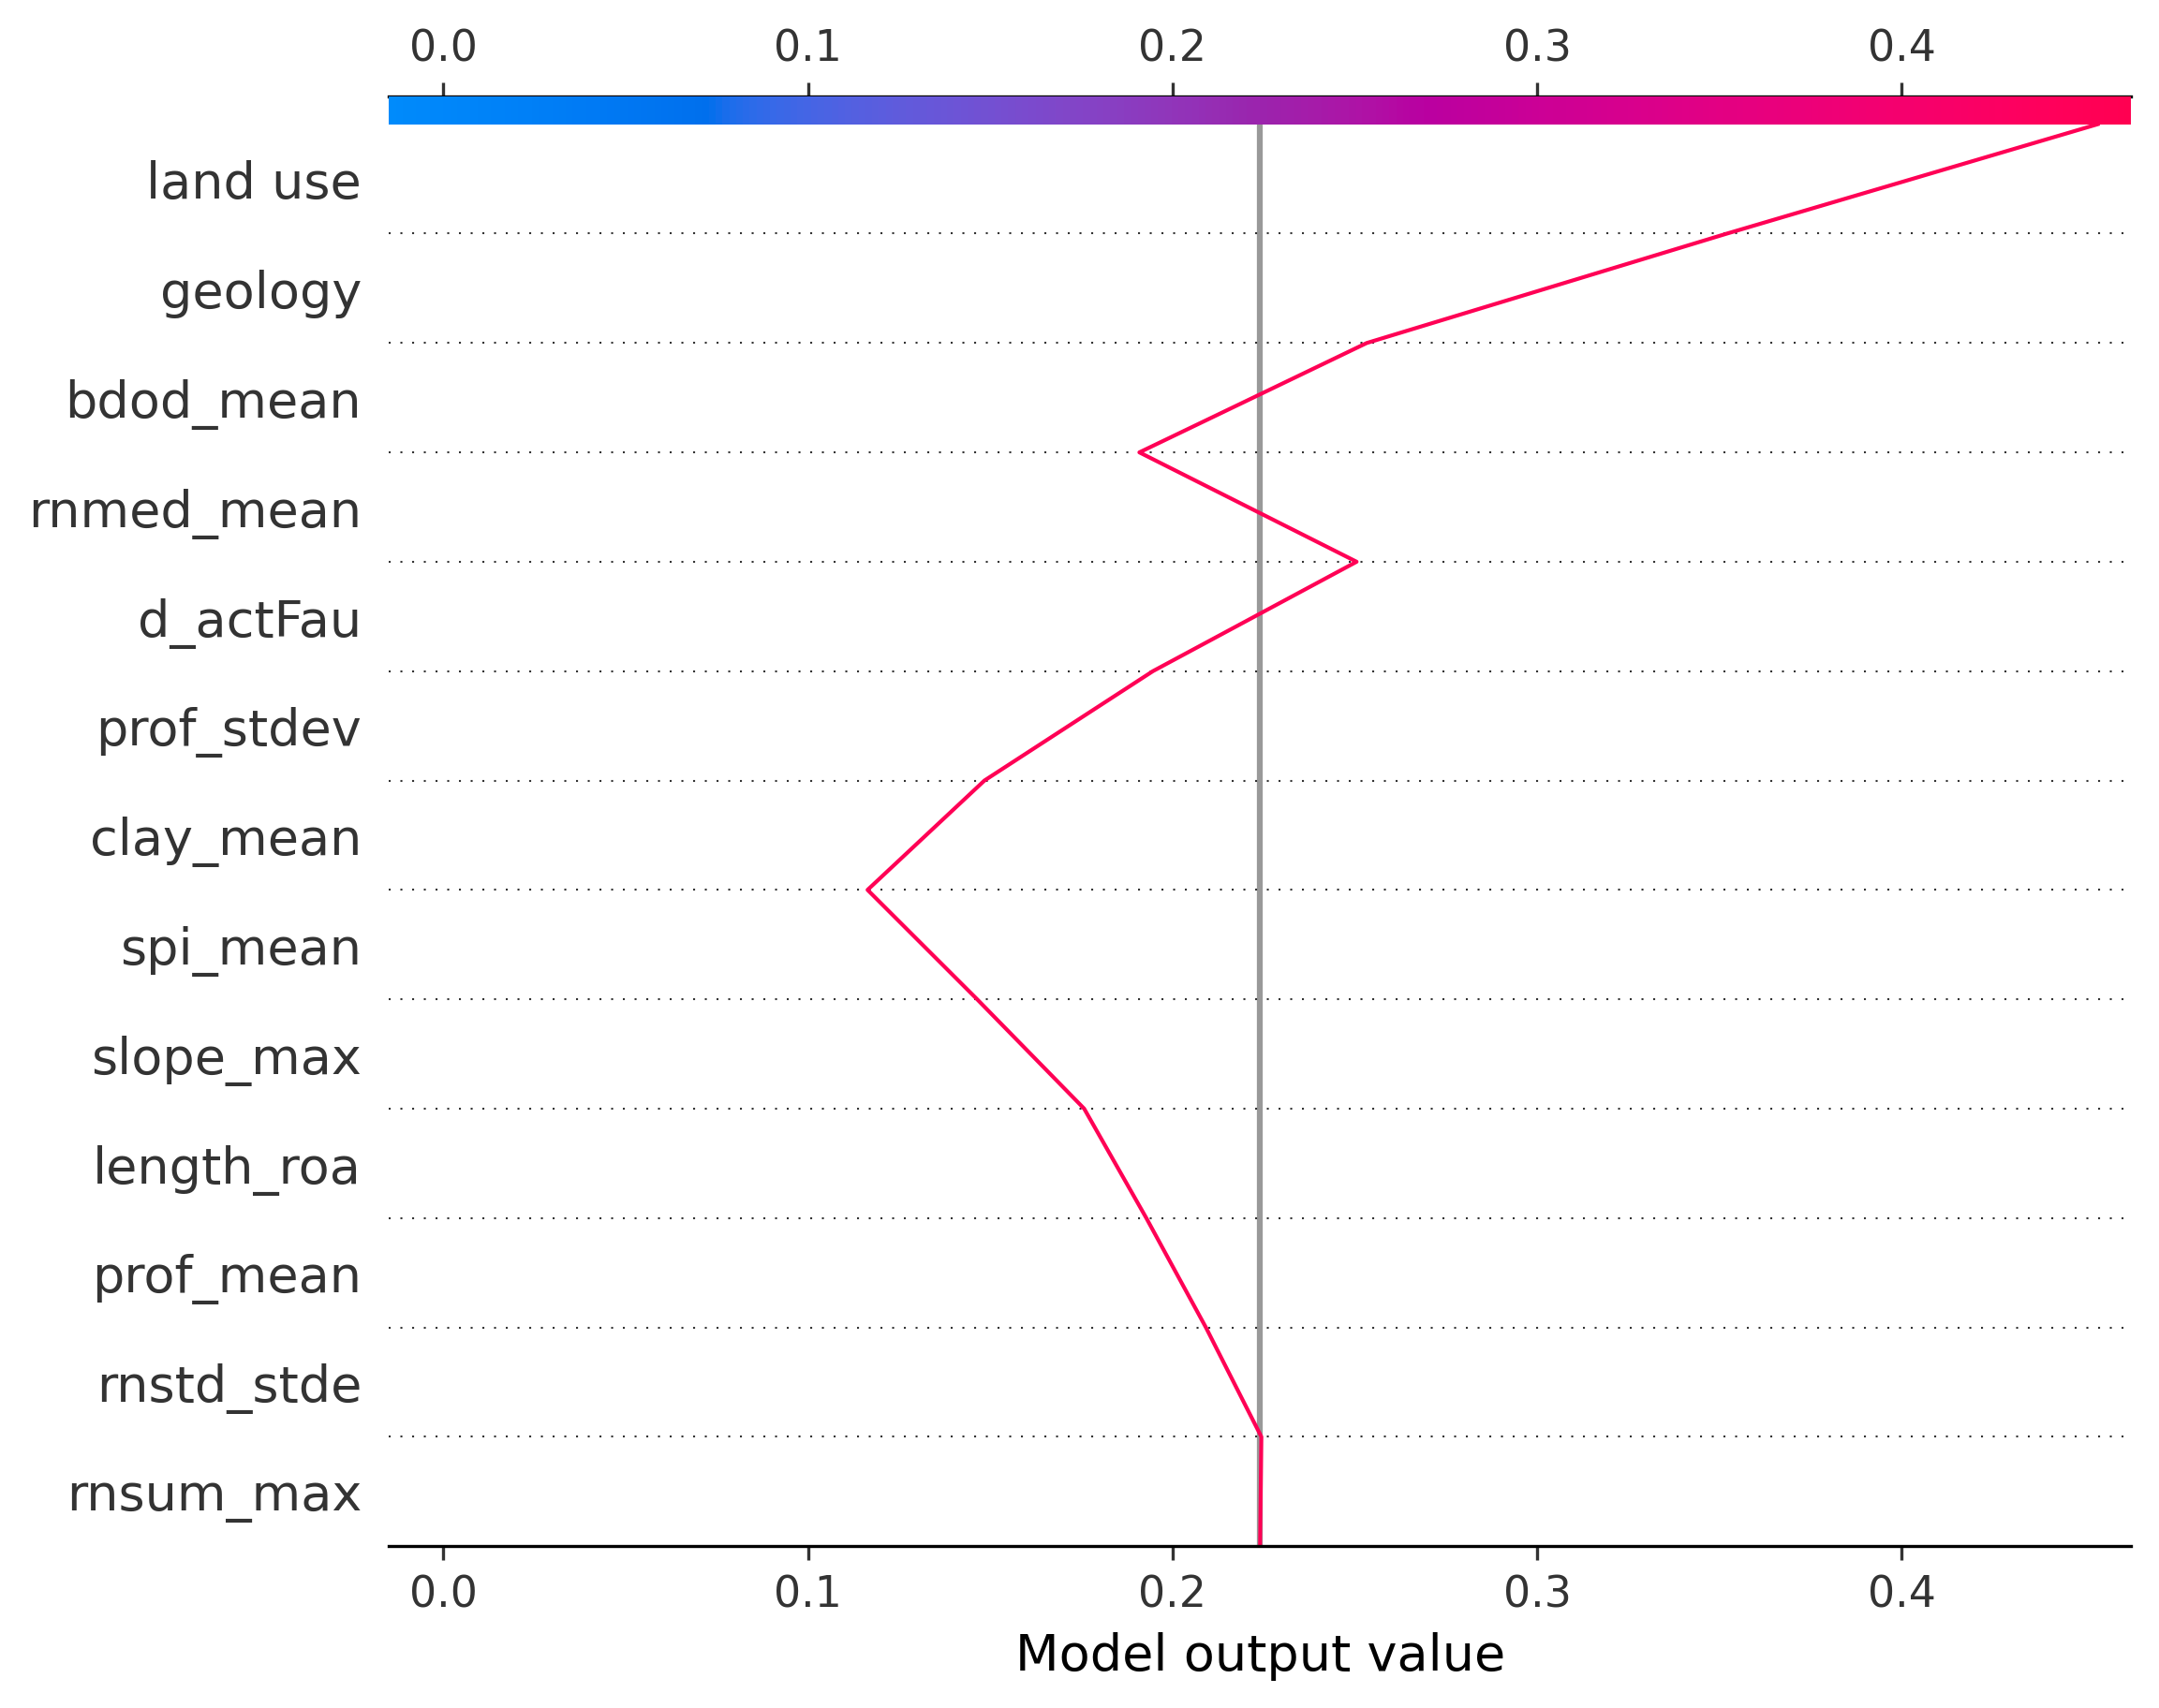 0.0 0.1 0.2 0.3 0.4
land use
geology
bdod_mean
rnmed_mean
d_actFau
prof_stdev
clay_mean
spi_mean
slope_max
length_roa
prof_mean
rnstd_stde
rnsum_max
0.0 0.1 0.2 0.3 0.4
Model output value